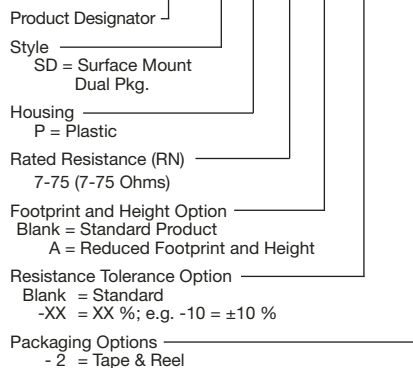 Product Designator
Style
SD = Surface Mount
Dual Pkg.
Housing
P = Plastic
Rated Resistance (RN)
7-75 (7-75 Ohms)
Footprint and Height Option
Blank = Standard Product
A = Reduced Footprint and Height
Resistance Tolerance Option
Blank = Standard
-XX = XX %; e.g. -10 = ±10 %
Packaging Options
- 2 = Tape & Reel